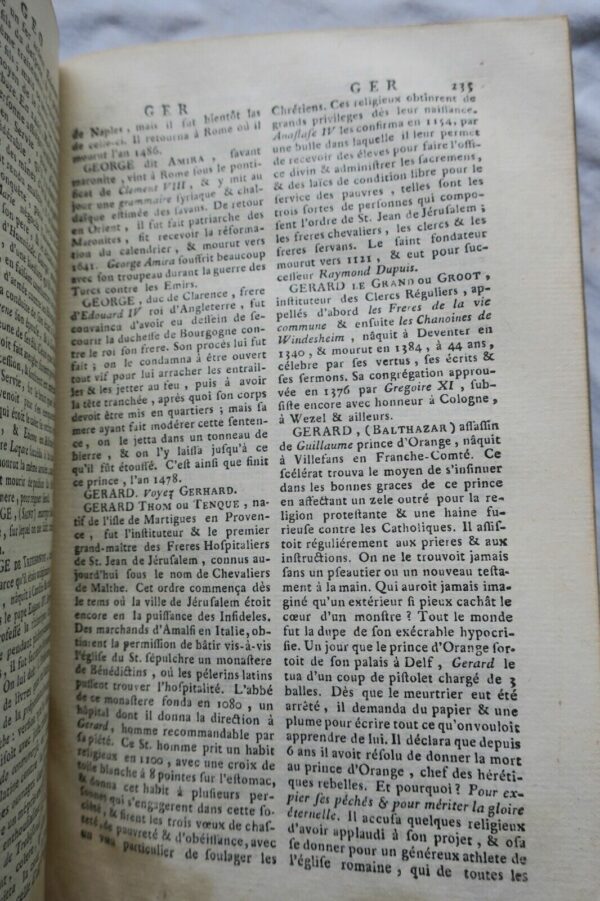 GER
GER
235
de Naples, mais il fut bientôt las
de celle-ci. Il retourna à Rome où il
mourut l'an 1486.
GEORGE dit AMIRA, savant
maronite, vint à Rome sous le ponti-
ficat de Clement VIII, & y mit au
jour une grammaire syriaque & chal-
daïque estimée des savans. De retour
en Orient, il fut fait patriarche des
Maronites, fit recevoir la réforma-
tion du calendrier, & mourut vers
1641. George Amira souffrit beaucoup
avec son troupeau durant la guerre des
Turcs contre les Emirs.
GEORGE, duc de Clarence, frere
d'Edouard IV roi d'Angleterre, fut
convaincu d'avoir eu dessein de se-
courir la duchesse de Bourgogne con-
tre le roi son frere. Son procès lui fut
fait; on le condamna à être ouvert
tout vif pour lui arracher les entrail-
les & les jetter au feu, puis à avoir
la tête tranchée, après quoi son corps
devoit être mis en quartiers; mais sa
mere ayant fait modérer cette senten-
ce, on le jetta dans un tonneau de
bierre, & on l'y laissa jusqu'à ce
qu'il fût étouffé. C'est ainsi que finit
ce prince, l'an 1478.
GERARD. Voyez GERHARD.
GERARD THOM ou TENQUE, na-
tif de l'isle de Martigues en Proven-
ce, fut l'instituteur & le premier
grand-maître des Freres Hospitaliers
de St. Jean de Jérusalem, connus au-
jourd'hui sous le nom de Chevaliers
de Malthe. Cet ordre commença dès
le tems où la ville de Jérusalem étoit
encore en la puissance des Infideles.
Des marchands d'Amalfi en Italie, ob-
tinrent la permission de bâtir vis-à-vis
l'église du St. sépulchre un monastere
de Bénédictins, où les pélerins latins
pussent trouver l'hospitalité. L'abbé
de ce monastere fonda en 1080, un
hôpital dont il donna la direction à
Gerard, homme recommandable par
sa piété. Ce St. homme prit un habit
religieux en 1100, avec une croix de
toile blanche à 8 pointes sur l'estomac,
& donna cet habit à plusieurs per-
sonnes qui s'engagerent dans cette so-
ciété, & firent les trois vœux de chas-
teté, de pauvreté & d'obéissance, avec
un vœu particulier de soulager les
Chrétiens. Ces religieux obtinrent de
grands privileges dès leur naissance.
Anastase IV les confirma en 1154, par
une bulle dans laquelle il leur permet
de recevoir des éleves pour faire l'offi-
ce divin & administrer les sacremens,
& des laïcs de condition libre pour le
service des pauvres, telles sont les
trois sortes de personnes qui compo-
sent l'ordre de St. Jean de Jérusalem;
les freres chevaliers, les clercs & les
freres servans. Le saint fondateur
mourut vers 1121, & eut pour suc-
cesseur Raymond Dupuis.
GERARD LE GRAND ou GROOT,
instituteur des Clercs Réguliers, ap-
pellés d'abord les Freres de la vie
commune & ensuite les Chanoines de
Windesheim, nâquit à Deventer en
1340, & mourut en 1384, à 44 ans,
célebre par ses vertus, ses écrits &
ses sermons. Sa congrégation approu-
vée en 1376 par Gregoire XI, sub-
siste encore avec honneur à Cologne,
à Wezel & ailleurs.
GERARD, (BALTHAZAR) assassin
de Guillaume prince d'Orange, nâquit
à Villefans en Franche-Comté. Ce
scélérat trouva le moyen de s'insinuer
dans les bonnes graces de ce prince
en affectant un zele outré pour la re-
ligion protestante & une haine fu-
rieuse contre les Catholiques. Il assis-
toit réguliérement aux prieres & aux
instructions. On ne le trouvoit jamais
sans un pseautier ou un nouveau testa-
ment à la main. Qui auroit jamais ima-
giné qu'un extérieur si pieux cachât le
cœur d'un monstre? Tout le monde
fut la dupe de son exécrable hypocri-
sie. Un jour que le prince d'Orange sor-
toit de son palais à Delf, Gerard le
tua d'un coup de pistolet chargé de 3
balles. Dès que le meurtrier eut été
arrêté, il demanda du papier & une
plume pour écrire tout ce qu'on vouloit
apprendre de lui. Il déclara que depuis
6 ans il avoit résolu de donner la mort
au prince d'Orange, chef des héréti-
ques rebelles. Et pourquoi? Pour ex-
pier ses péchés & pour mériter la gloire
éternelle. Il accusa quelques religieux
d'avoir applaudi à son projet, & osa
se donner pour un généreux athlete de
l'église romaine, qui de toutes les